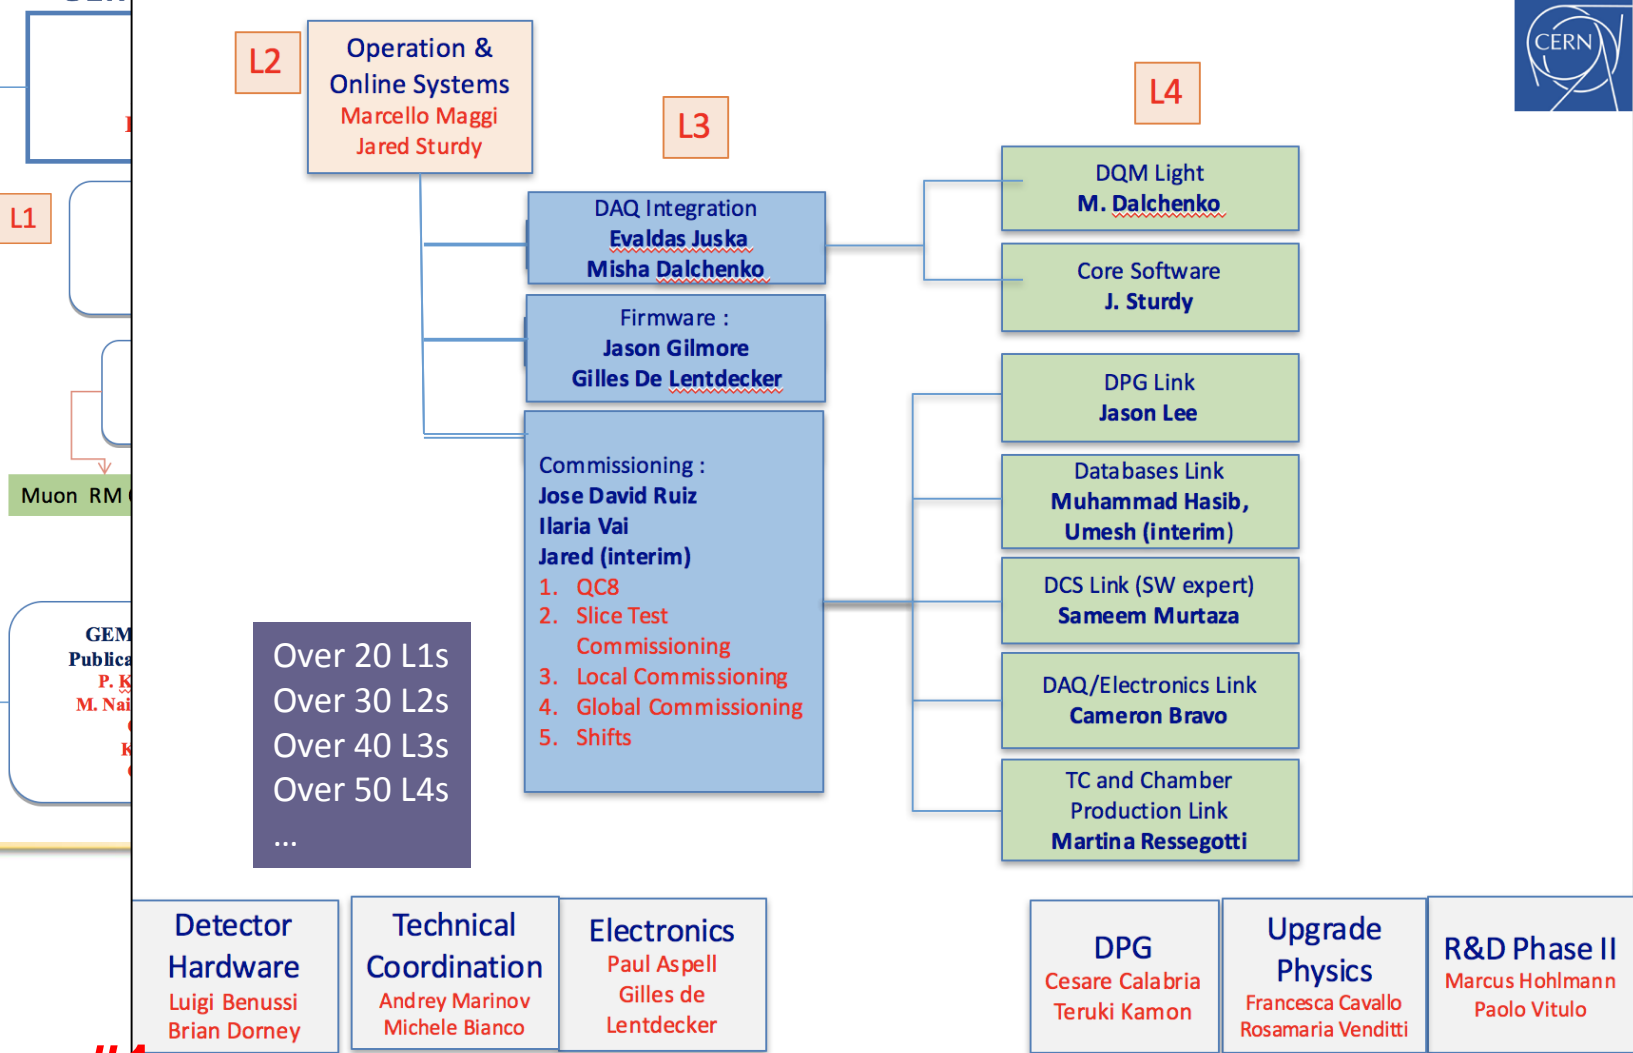 L2
Operation &
Online Systems
Marcello Maggi
Jared Sturdy
L3
L4
CERN
L1
DAQ Integration
Evaldas Juska
Misha Dalchenko
Firmware :
Jason Gilmore
Gilles De Lentdecker
Commissioning :
Jose David Ruiz
Ilaria Vai
Jared (interim)
1. QC8
2. Slice Test
Commissioning
3. Local Commissioning
4. Global Commissioning
5. Shifts
DQM Light
M. Dalchenko
Core Software
J. Sturdy
DPG Link
Jason Lee
Databases Link
Muhammad Hasib,
Umesh (interim)
DCS Link (SW expert)
Sameem Murtaza
DAQ/Electronics Link
Cameron Bravo
TC and Chamber
Production Link
Martina Ressegotti
Muon RM
GEM
P. K
M. Nai
Over 20 L1s
Over 30 L2s
Over 40 L3s
Over 50 L4s
...
Detector
Hardware
Luigi Benussi
Brian Dorney
Technical
Coordination
Andrey Marinov
Michele Bianco
Electronics
Paul Aspell
Gilles de
Lentdecker
DPG
Cesare Calabria
Teruki Kamon
Upgrade
Physics
Francesca Cavallo
Rosamaria Venditti
R&D Phase II
Marcus Hohlmann
Paolo Vitulo